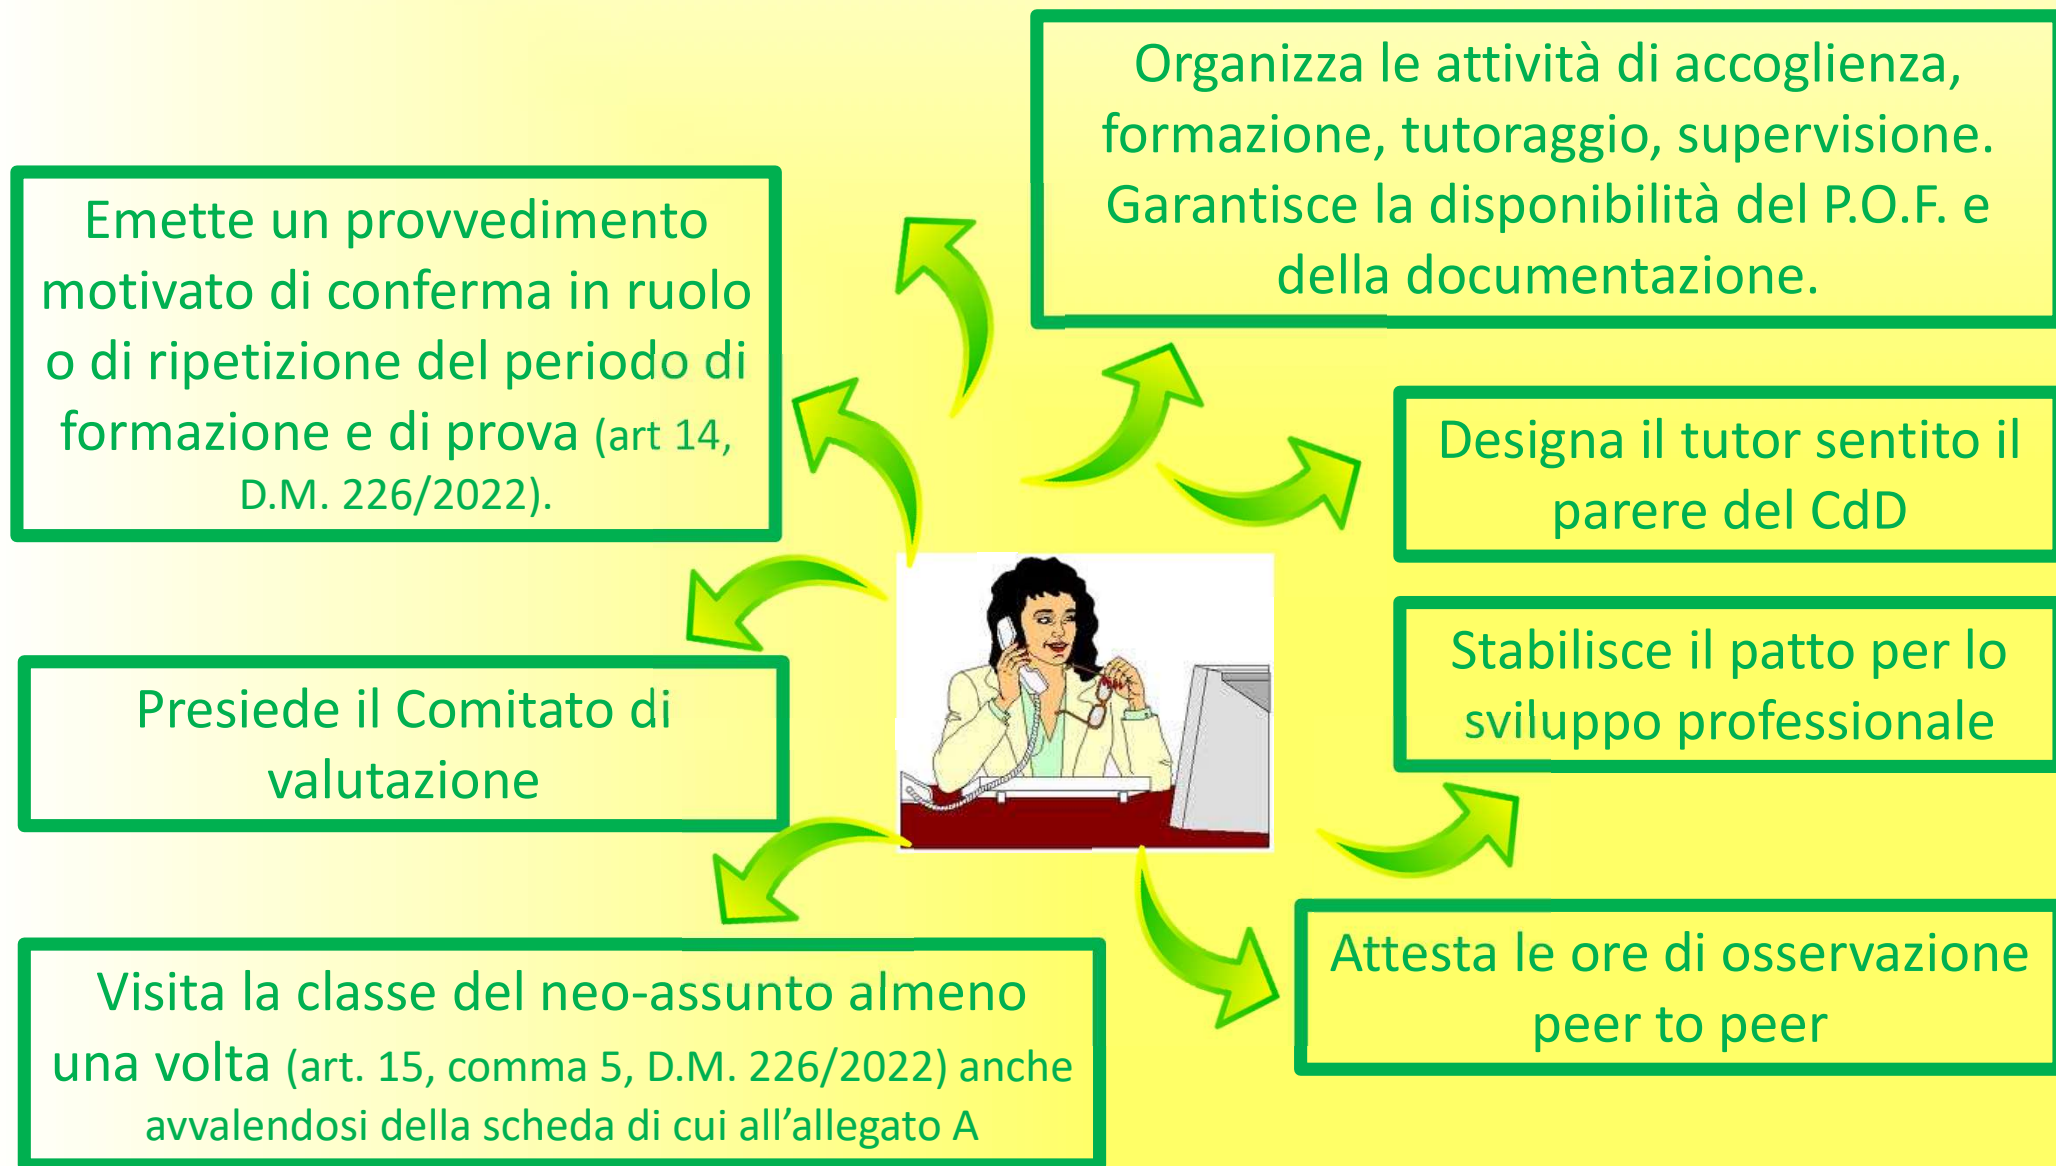 Organizza le attività di accoglienza,
formazione, tutoraggio, supervisione.
Garantisce la disponibilità del P.O.F. e
della documentazione.
Emette un provvedimento
motivato di conferma in ruolo
o di ripetizione del periodo di
formazione e di prova (art 14,
D.M. 226/2022).
Designa il tutor sentito il
parere del CdD
Stabilisce il patto per lo
sviluppo professionale
Presiede il Comitato di
valutazione
Attesta le ore di osservazione
peer to peer
Visita la classe del neo-assunto almeno
una volta (art. 15, comma 5, D.M. 226/2022) anche
avvalendosi della scheda di cui all’allegato A